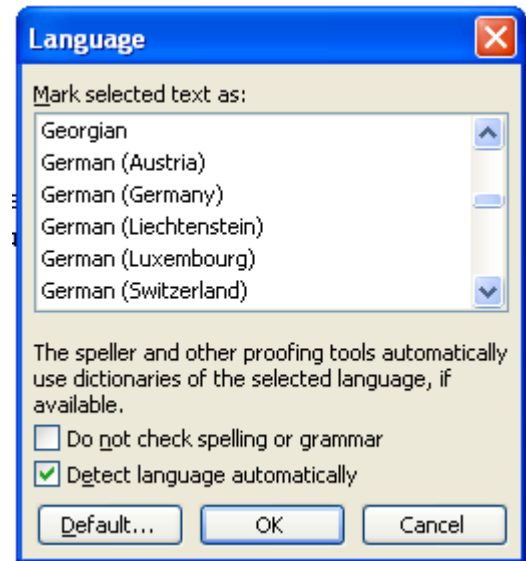 Language
Mark selected text as:
Georgian
German (Austria)
German (Germany)
German (Liechtenstein)
German (Luxembourg)
German (Switzerland)
The speller and other proofing tools automatically
use dictionaries of the selected language, if
available.
Do not check spelling or grammar
Detect language automatically
Default... OK Cancel